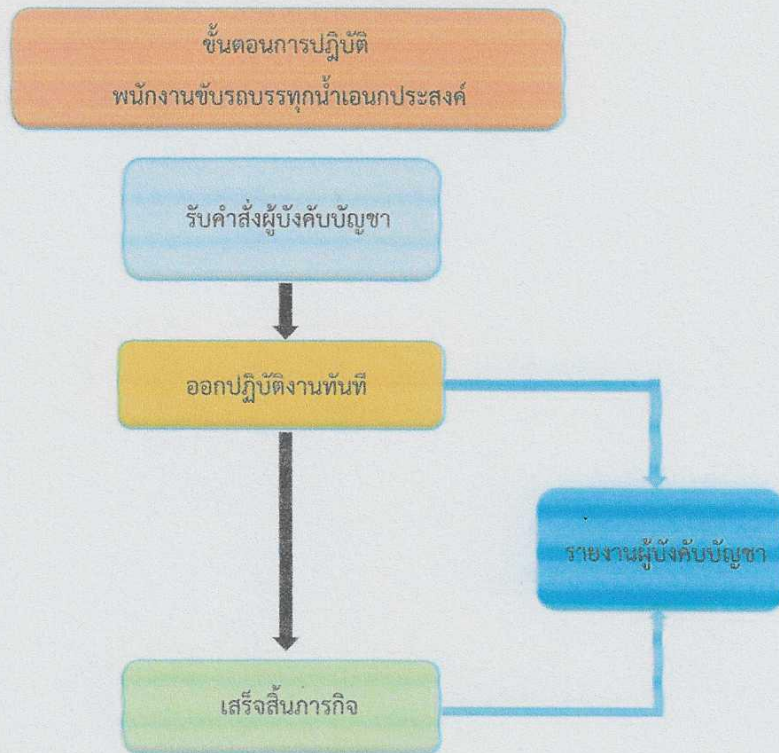 ขั้นตอนการปฏิบัติ
พนักงานขับรถบรรทุกน้ำเอนกประสงค์
รับคำสั่งผู้บังคับบัญชา
ออกปฏิบัติงานทันที
รายงานผู้บังคับบัญชา
เสร็จสิ้นภารกิจ